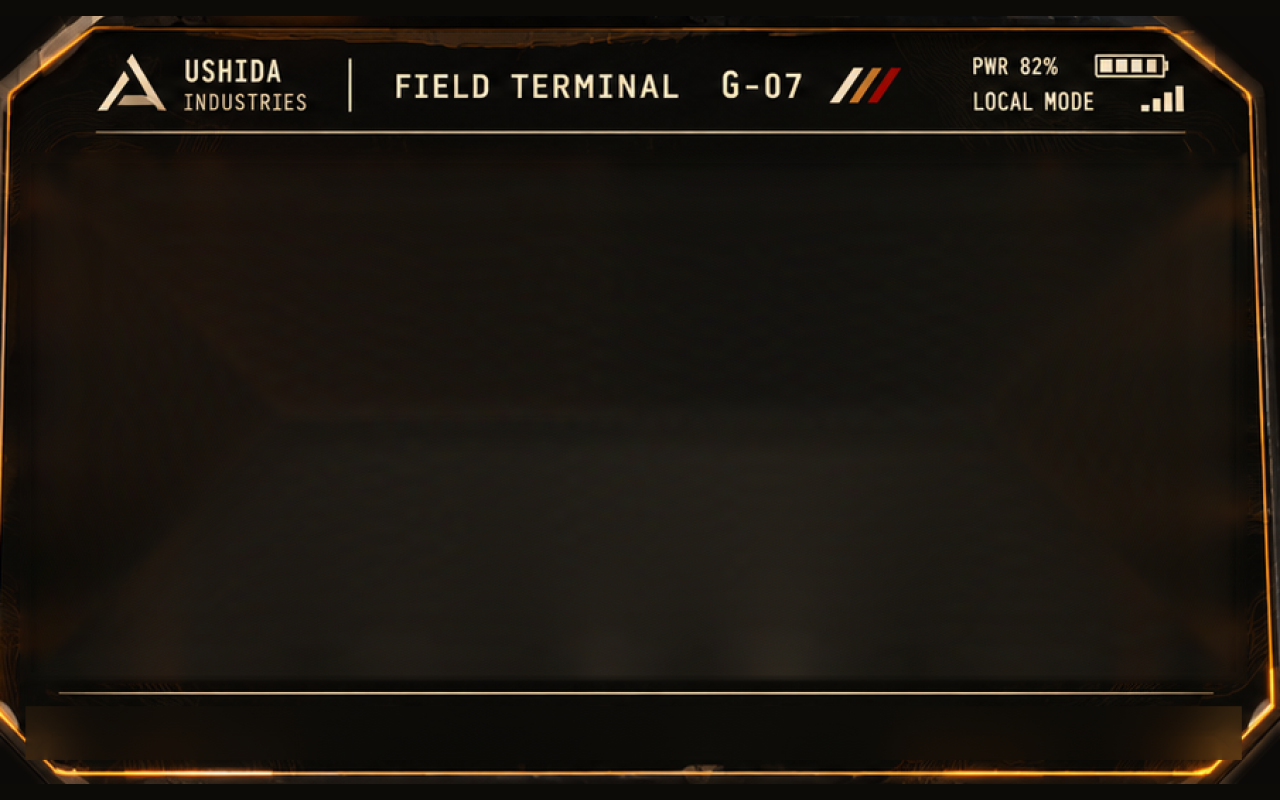 USHIDA
INDUSTRIES
FIELD TERMINAL G-07
PWR 82%
LOCAL MODE